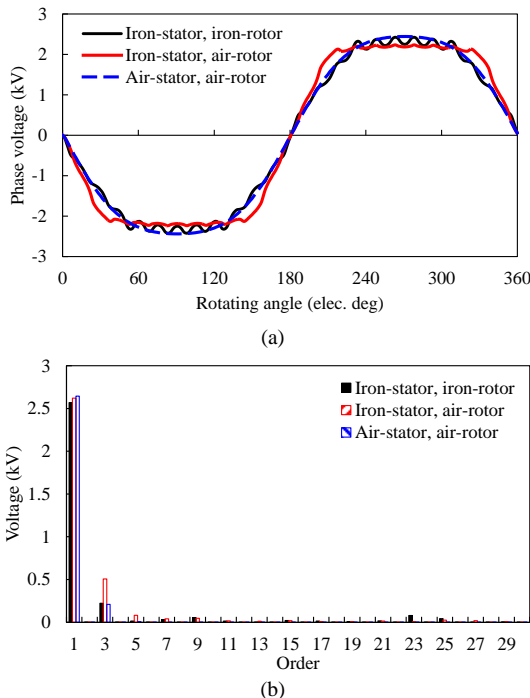 3
2
1
0
-1
-2
-3
Phase voltage (kV)
Iron-stator, iron-rotor
Iron-stator, air-rotor
Air-stator, air-rotor
0 60 120 180 240 300 360
Rotating angle (elec. deg)
(a)
3
2.5
2
1.5
1
0.5
0
Voltage (kV)
Iron-stator, iron-rotor
Iron-stator, air-rotor
Air-stator, air-rotor
1 3 5 7 9 11 13 15 17 19 21 23 25 27 29
Order
(b)